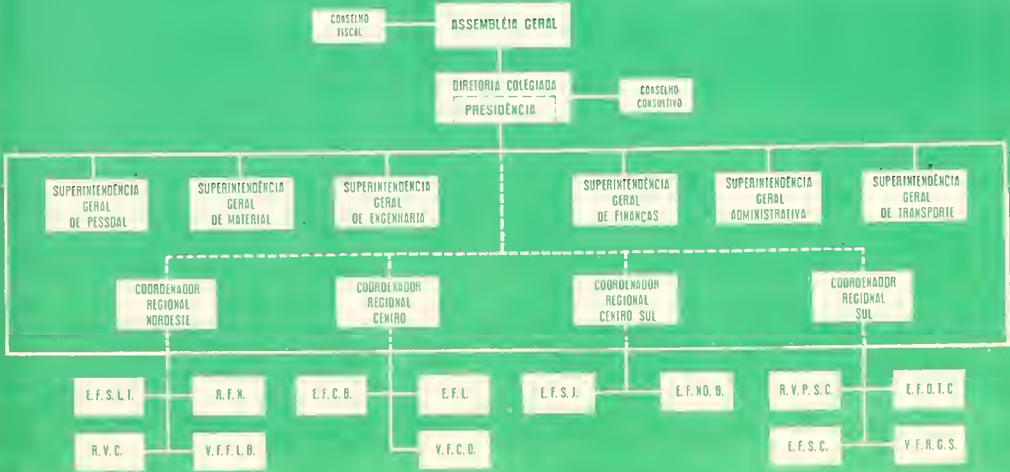 CONSELHO
FISCAL
ASSEMBLÉIA GERAL
DIRETORIA COLEGIADA
PRESIDÊNCIA
CONSELHO
CONSULTIVO
SUPERINTENDÊNCIA
GERAL
DE PESSOAL
SUPERINTENDÊNCIA
GERAL
DE MATERIAL
SUPERINTENDÊNCIA
GERAL
DE ENGENHARIA
SUPERINTENDÊNCIA
GERAL
DE FINANÇAS
SUPERINTENDÊNCIA
GERAL
ADMINISTRATIVA
SUPERINTENDÊNCIA
GERAL
DE TRANSPORTE
COORDENADOR
REGIONAL
NORDESTE
COORDENADOR
REGIONAL
CENTRO
COORDENADOR
REGIONAL
CENTRO SUL
COORDENADOR
REGIONAL
SUL
E.F.S.L.T.
R.F.N.
E.F.C.B.
E.F.L.
E.F.S.J.
E.F.NO.B.
R.V.P.S.C.
E.F.D.T.C
R.V.C.
V.F.F.L.B.
V.F.C.O.
E.F.S.C.
V.F.R.G.S.